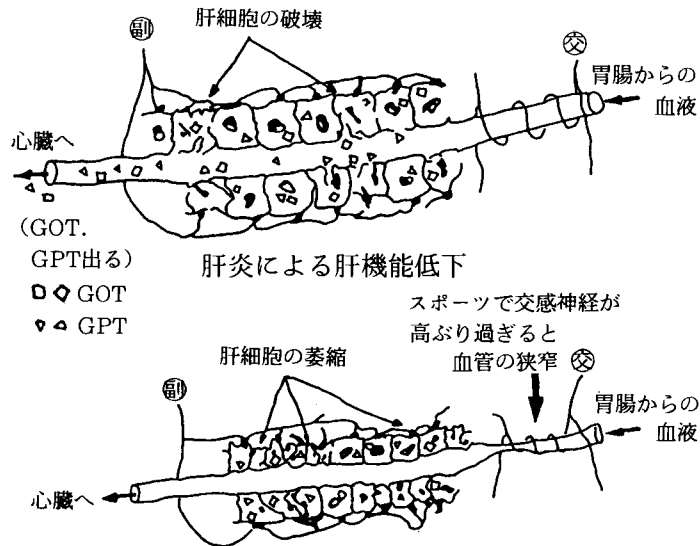 副
肝細胞の破壊
交
胃腸からの
血液
心臓へ
(GOT.
GPT出る)
GOT
GPT
肝炎による肝機能低下
スポーツで交感神経が
高ぶり過ぎると
血管の狭窄
交
肝細胞の萎縮
副
胃腸からの
血液
心臓へ